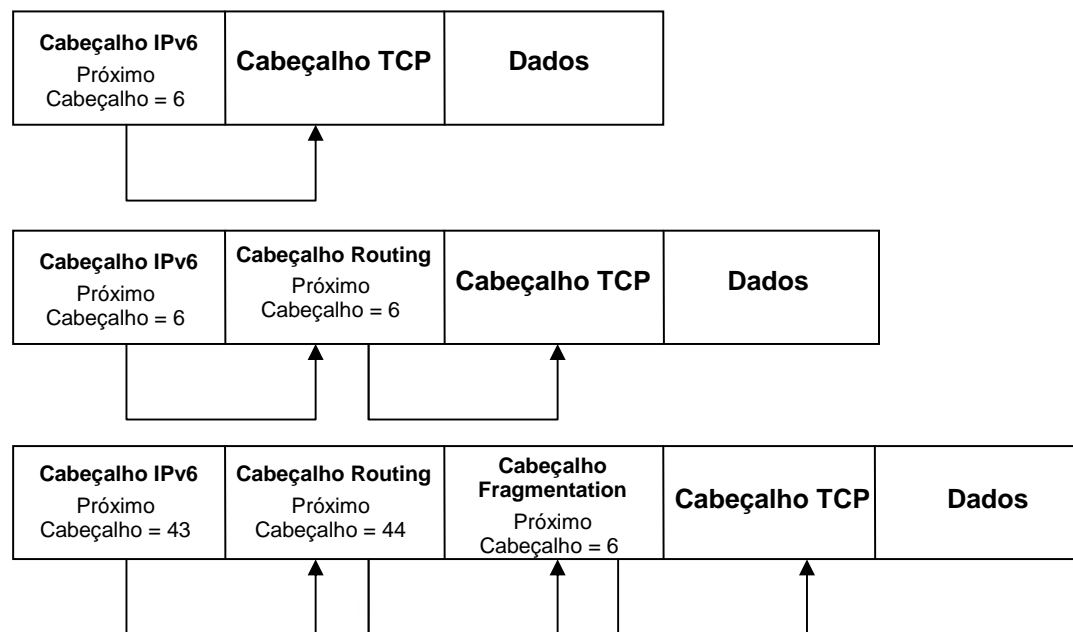 Cabeçalho IPv6
Próximo
Cabeçalho = 6
Cabeçalho TCP
Dados
Cabeçalho IPv6
Próximo
Cabeçalho = 6
Cabeçalho Routing
Próximo
Cabeçalho = 6
Cabeçalho TCP
Dados
Cabeçalho IPv6
Próximo
Cabeçalho = 43
Cabeçalho Routing
Próximo
Cabeçalho = 44
Cabeçalho
Fragmentation
Próximo
Cabeçalho = 6
Cabeçalho TCP
Dados